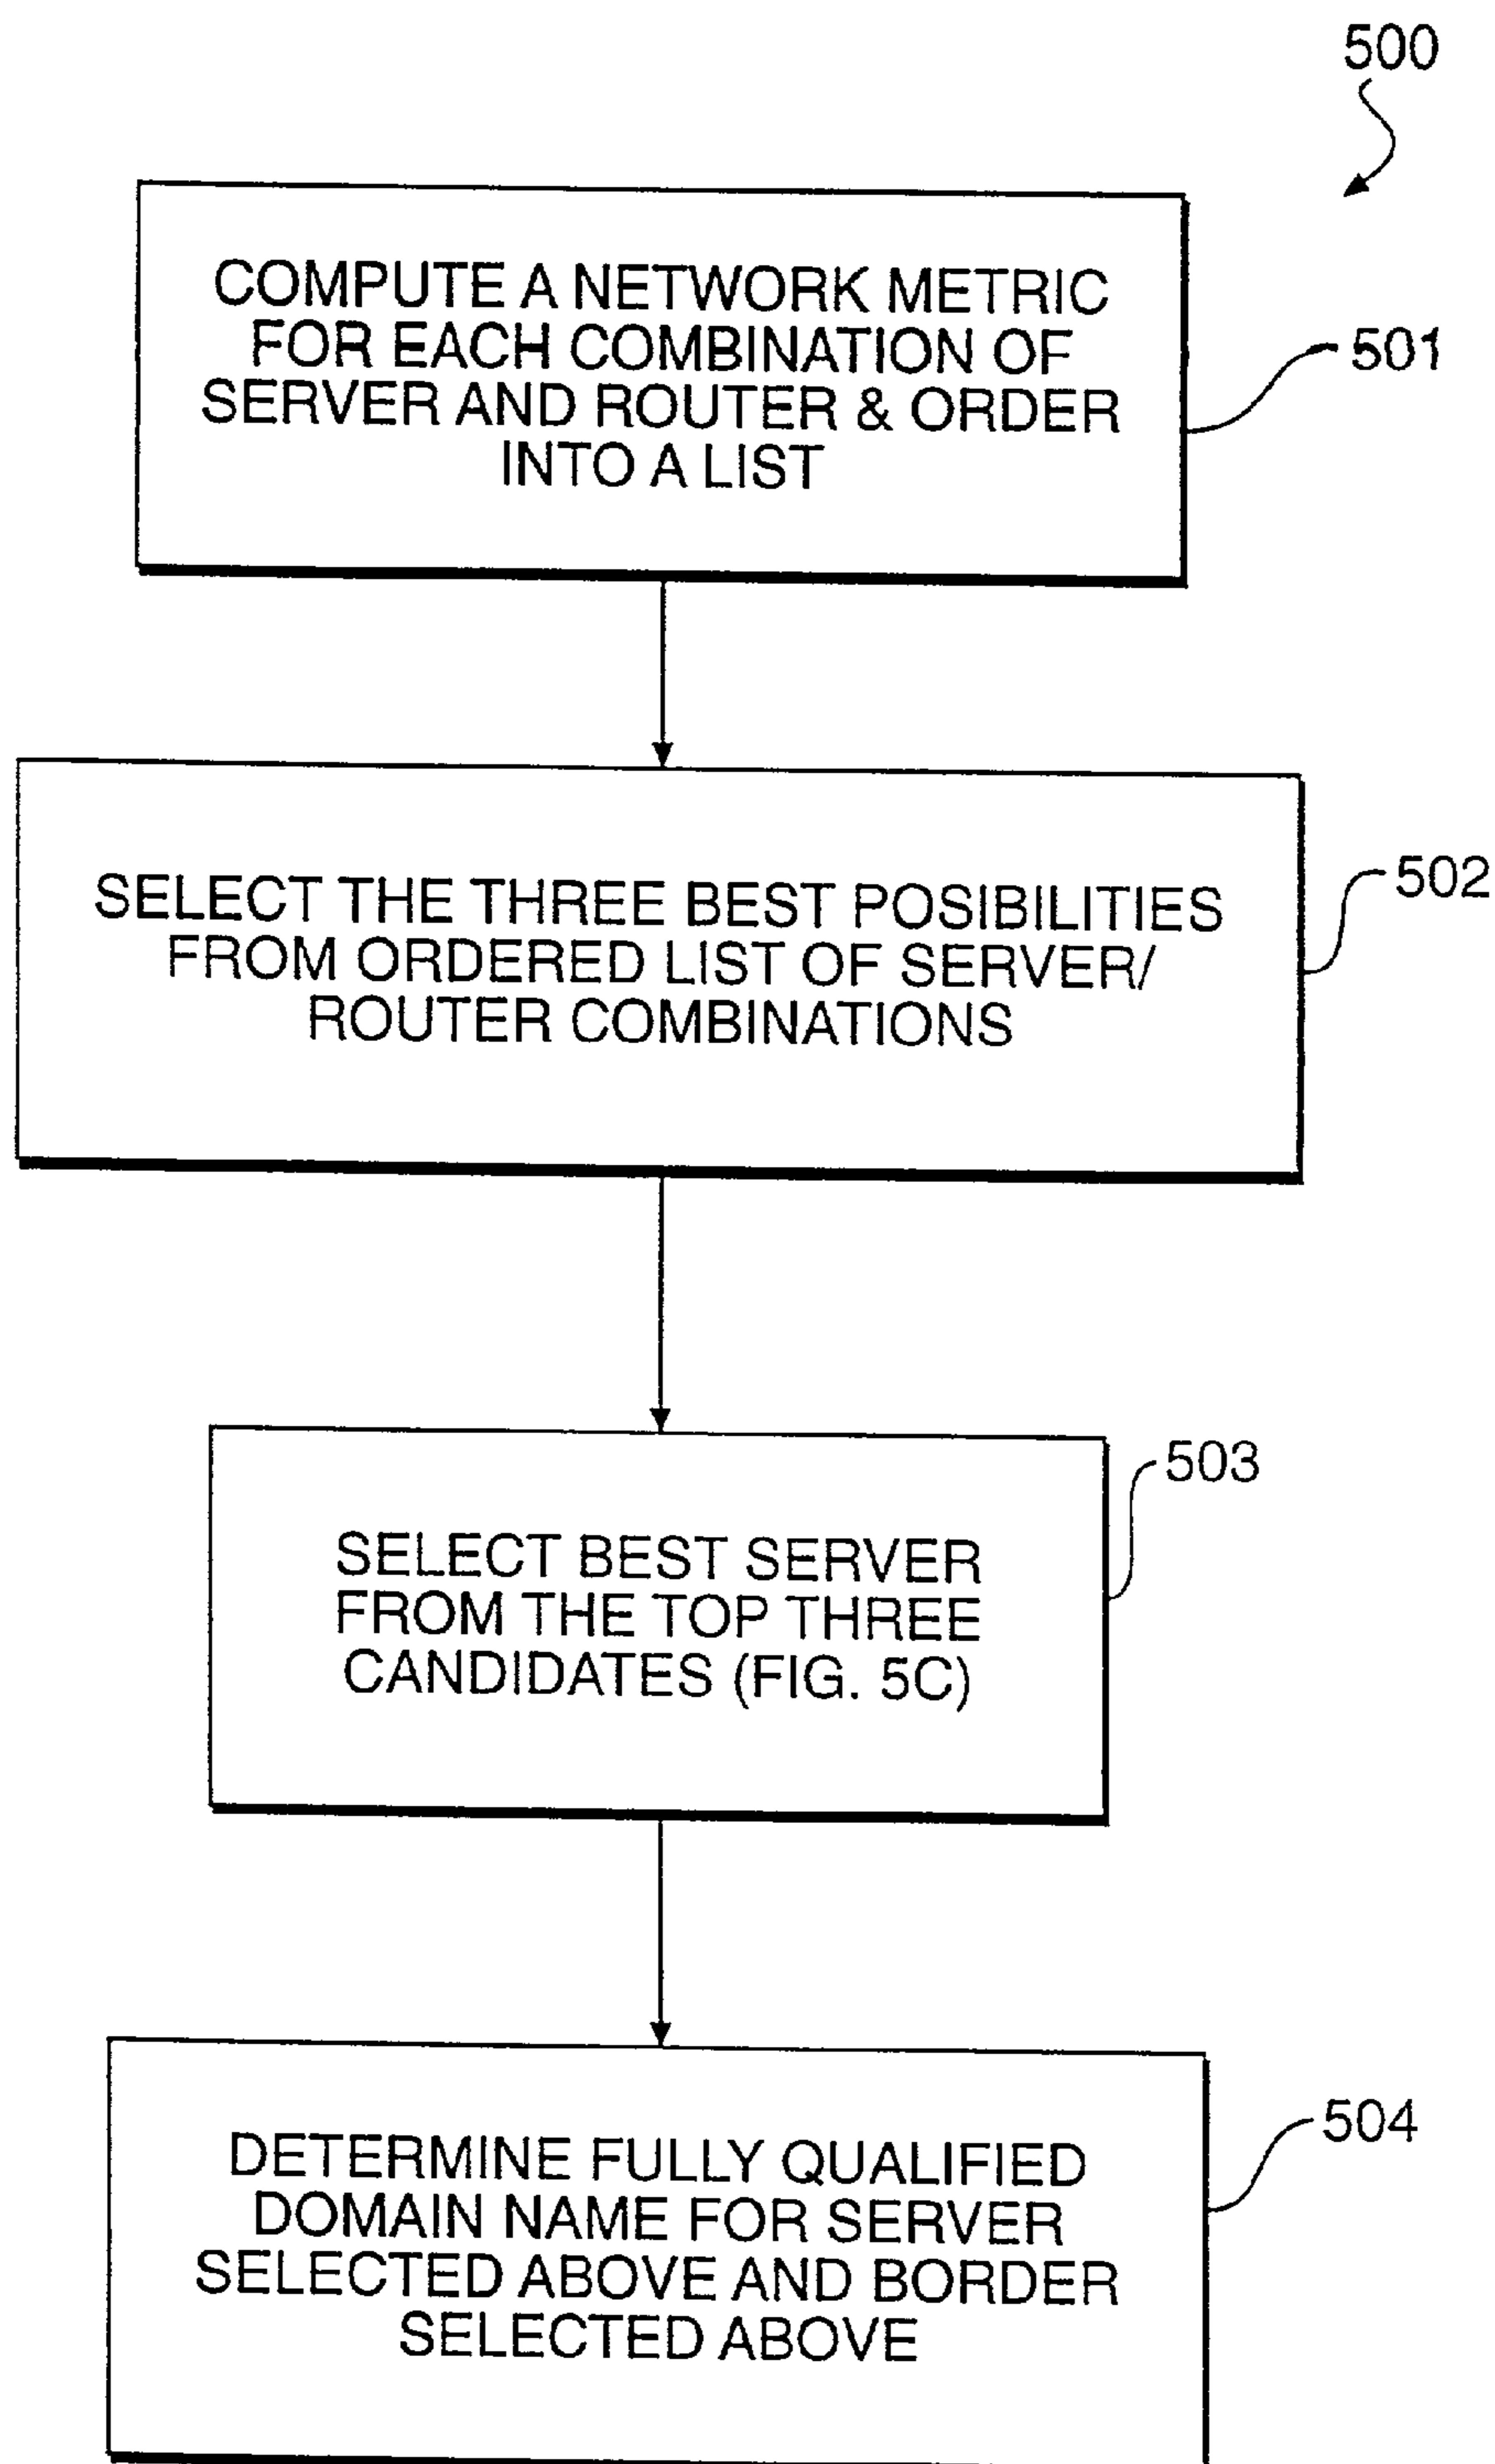 500
COMPUTE A NETWORK METRIC
FOR EACH COMBINATION OF
SERVER AND ROUTER & ORDER
INTO A LIST
501
SELECT THE THREE BEST POSIBILITIES
FROM ORDERED LIST OF SERVER/
ROUTER COMBINATIONS
502
SELECT BEST SERVER
FROM THE TOP THREE
CANDIDATES (FIG. 5C)
503
DETERMINE FULLY QUALIFIED
DOMAIN NAME FOR SERVER
SELECTED ABOVE AND BORDER
SELECTED ABOVE
504